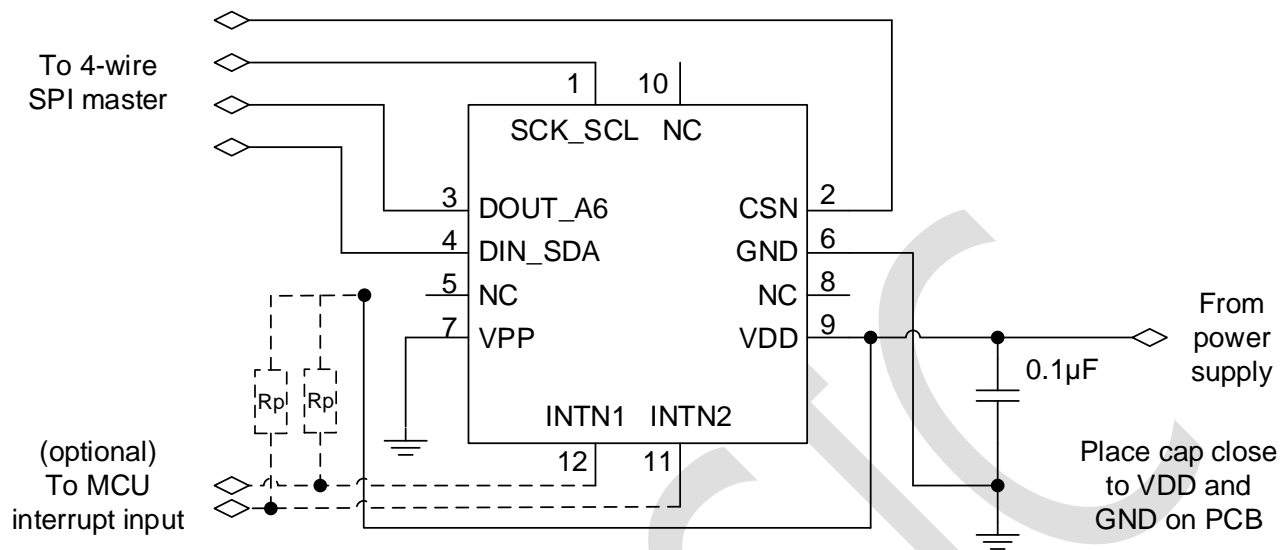 To 4-wire
SPI master
1
10
SCK_SCL
NC
3
DOUT_A6
CSN
2
4
DIN_SDA
GND
6
5
NC
NC
8
7
VPP
VDD
9
From
power
supply
0.1µF
Rp
Rp
INTN1
INTN2
12
11
(optional)
To MCU
interrupt input
Place cap close
to VDD and
GND on PCB